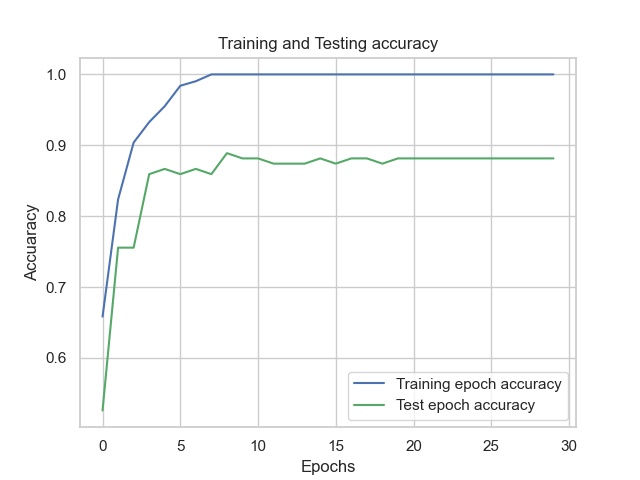 Training and Testing accuracy
1.0
0.9
0.8
0.7
0.6
Accuaracy
Training epoch accuracy
Test epoch accuracy
0 5 10 15 20 25 30
Epochs